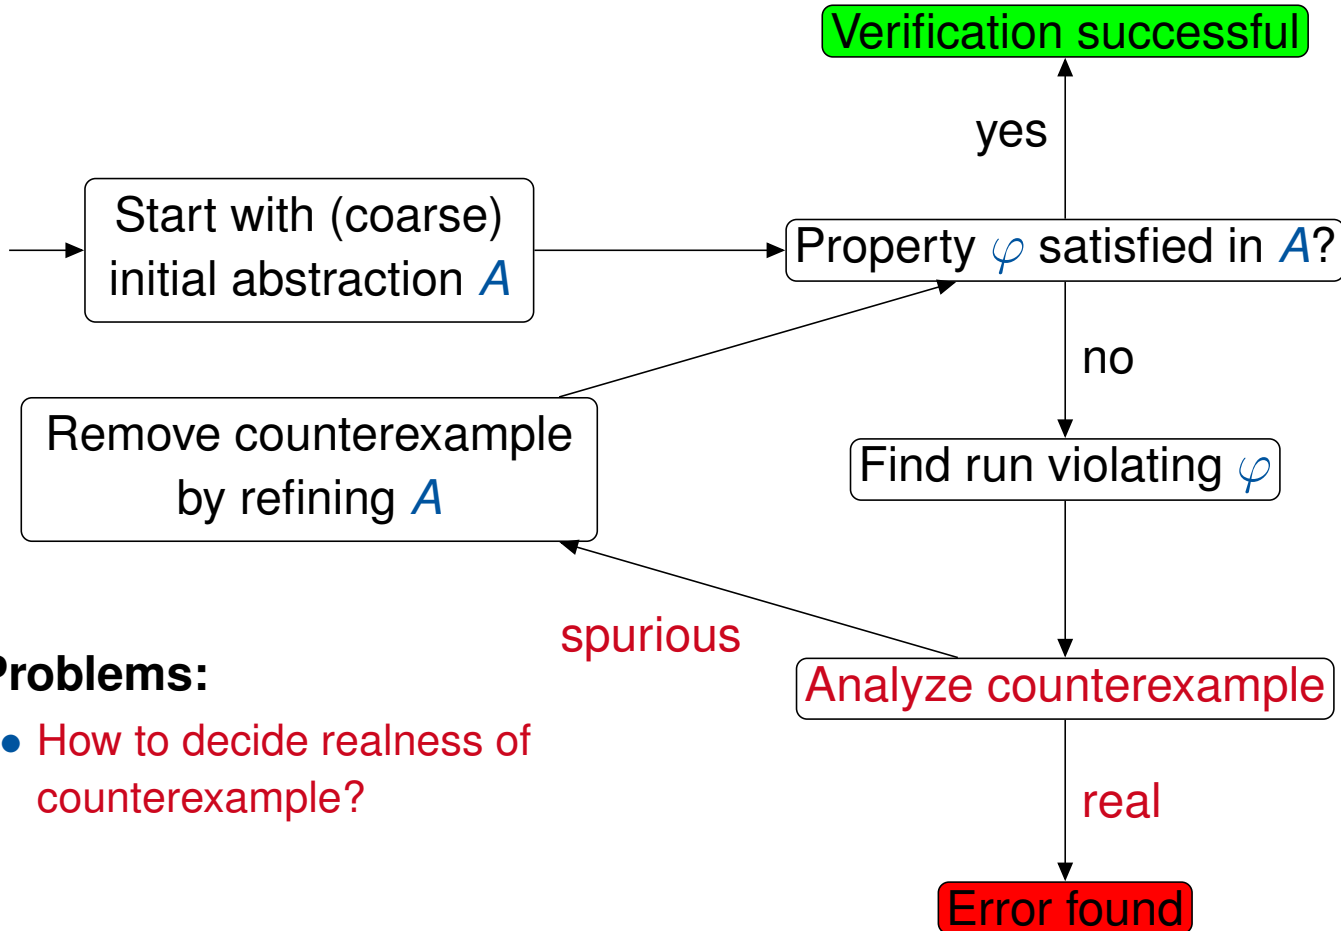 Verification successful
yes
Start with (coarse)
initial abstraction A
Property φ satisfied in A?
no
Remove counterexample
by refining A
Find run violating φ
spurious
Problems:
Analyze counterexample
• How to decide realness of
counterexample?
real
Error found